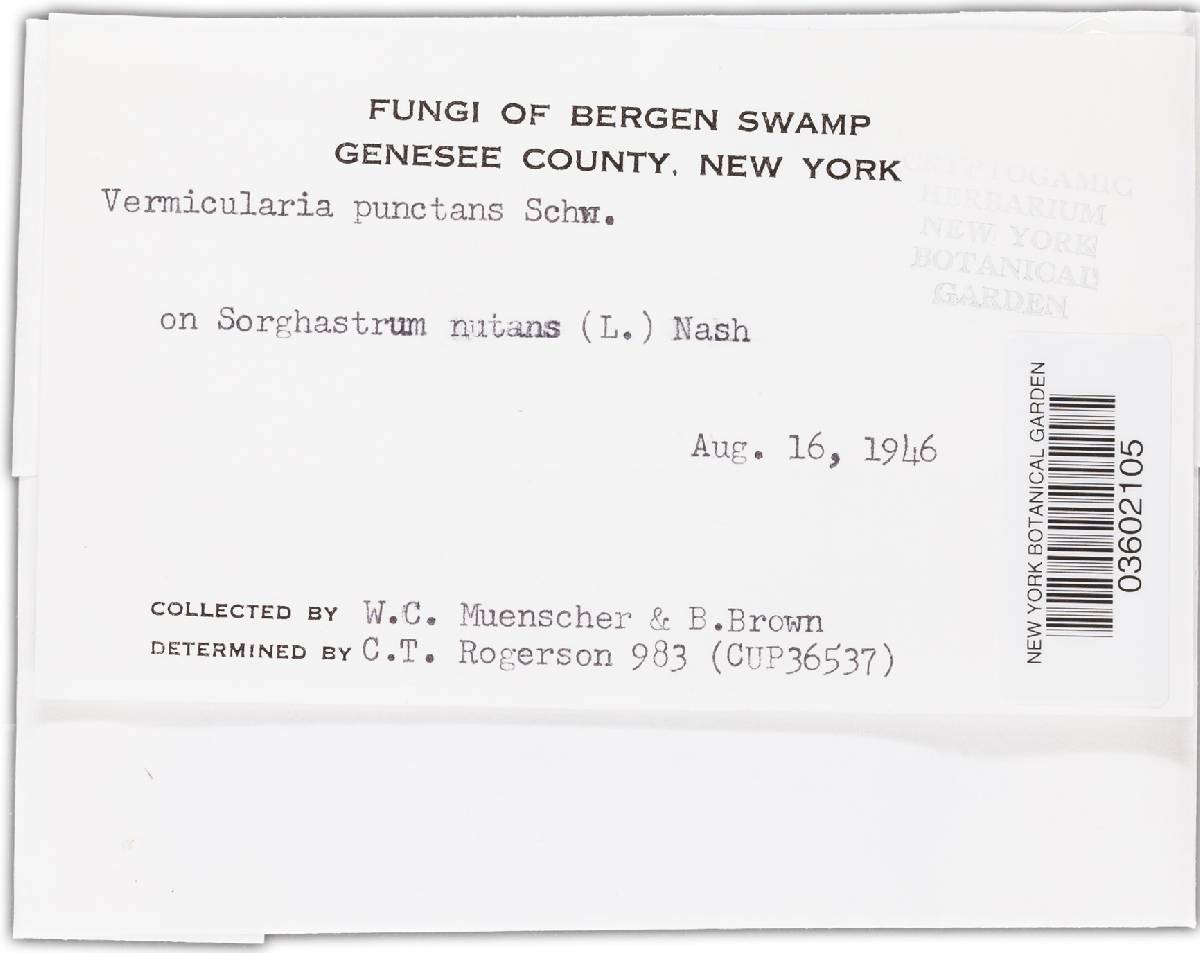 FUNGI OF BERGEN SWAMP
GENESEE COUNTY, NEW YORK
Vermicularia punctans Schw.
CRYPTOGAMIC
HERBARIUM
NEW YORK
BOTANICAL
GARDEN
on Sorghastrum nutans (L.) Nash
Aug. 16, 1946
NEW YORK BOTANICAL GARDEN
03602105
COLLECTED BY W.C. Muenscher & B.Brown
DETERMINED BY C.T. Rogerson 983 (CUP36537)